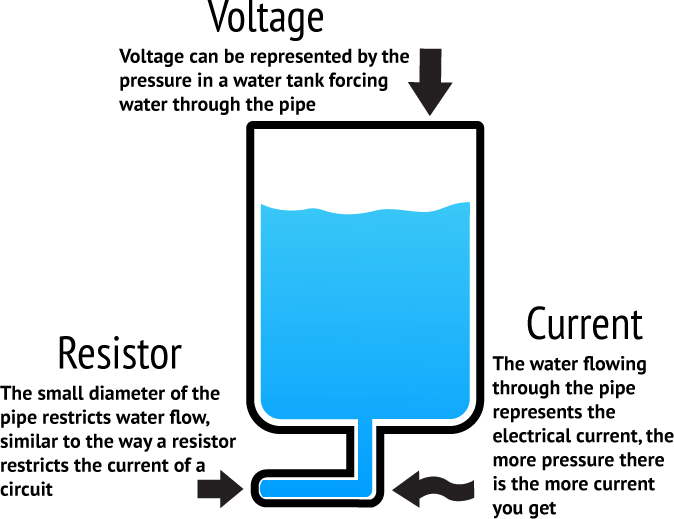 Voltage
Voltage can be represented by the
pressure in a water tank forcing
water through the pipe
Resistor
The small diameter of the
pipe restricts water flow,
similar to the way a resistor
restricts the current of a
circuit
Current
The water flowing
through the pipe
represents the
electrical current, the
more pressure there
is the more current
you get